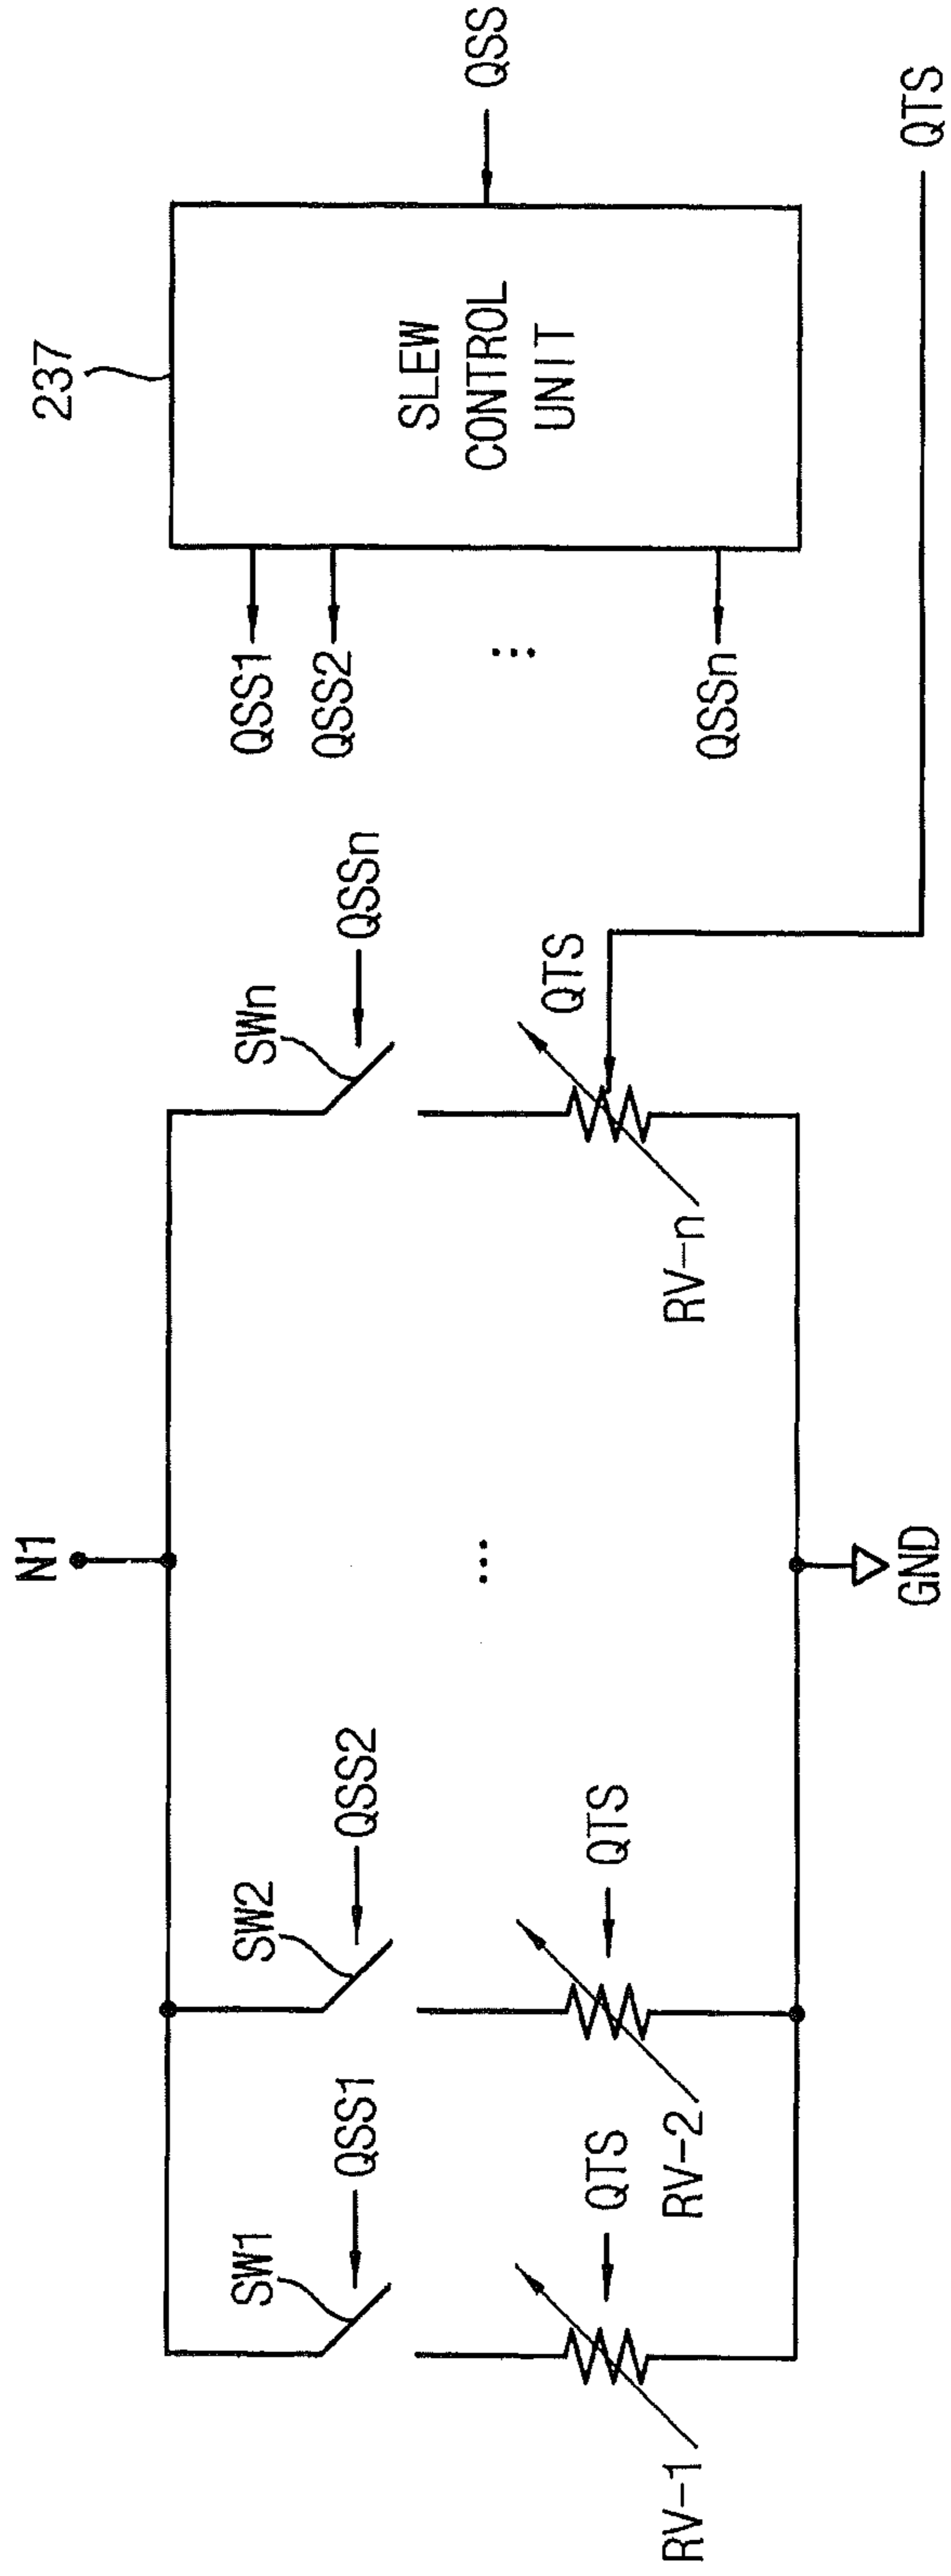 N1
237
SW1
SW2
SWn
QSS1
QSS2
QSSn
QSS1
QSS2
⋮
QSSn
SLEW
CONTROL
UNIT
QSS
...
QTS
QTS
QTS
RV-1
RV-2
RV-n
GND
QTS